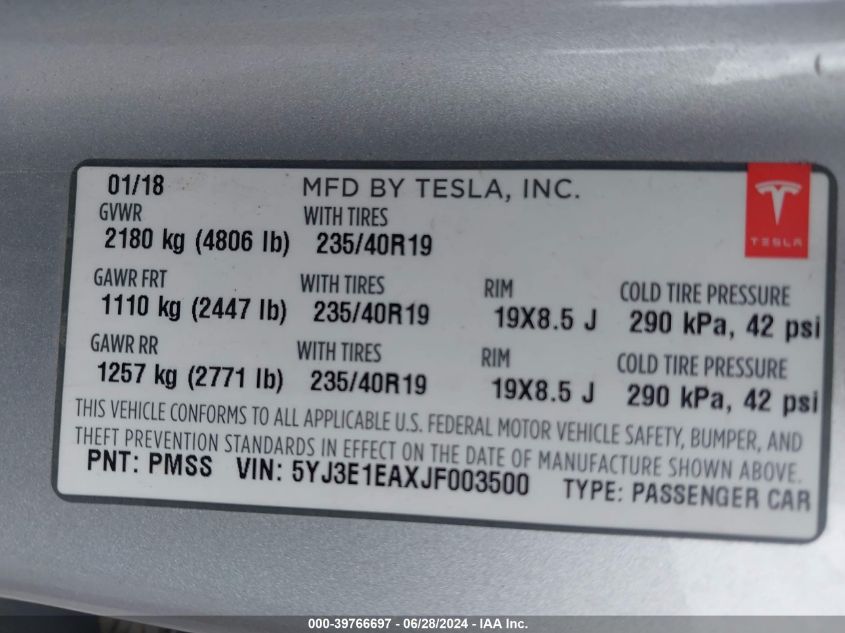 01/18 MFD BY TESLA, INC.
GVWR WITH TIRES
2180 kg (4806 lb) 235/40R19
TESLA
GAWR FRT WITH TIRES RIM COLD TIRE PRESSURE
1110 kg (2447 lb) 235/40R19 19X8.5 J 290 kPa, 42 psi
GAWR RR WITH TIRES RIM COLD TIRE PRESSURE
1257 kg (2771 lb) 235/40R19 19X8.5 J 290 kPa, 42 psi
THIS VEHICLE CONFORMS TO ALL APPLICABLE U.S. FEDERAL MOTOR VEHICLE SAFETY, BUMPER, AND
THEFT PREVENTION STANDARDS IN EFFECT ON THE DATE OF MANUFACTURE SHOWN ABOVE.
PNT: PMSS VIN: 5YJ3E1EAXJF003500 TYPE: PASSENGER CAR
000-39766697 - 06/28/2024 - IAA Inc.